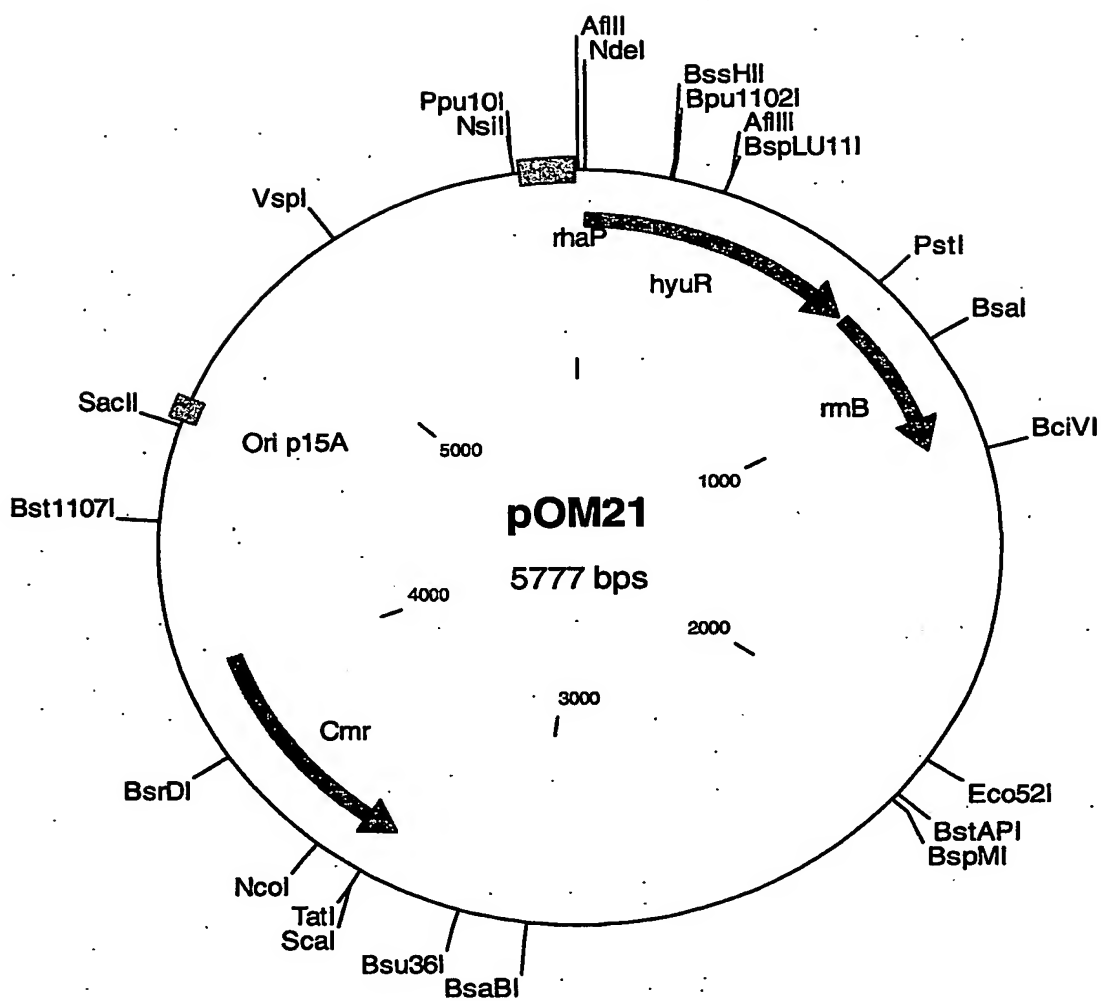 AflII
NdeI
BssHII
Bpu1102I
AflIII
BspLU11I
Ppu10I
NsiI
VspI
PstI
rhaP
hyuR
BsaI
SacII
rrnB
BciVI
Ori p15A
5000
1000
Bst1107I
pOM21
5777 bps
4000
2000
3000
Cmr
BsrDI
Eco52I
BstAPI
BspMI
NcoI
TatI
ScaI
Bsu36I
BsaBI